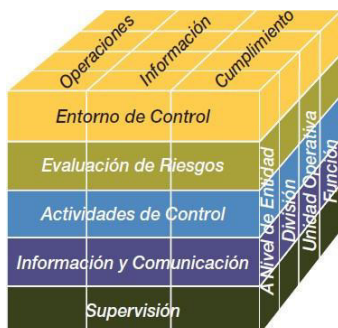 Operaciones
Información
Cumplimiento
Entorno de Control
Evaluación de Riesgos
Actividades de Control
Información y Comunicación
Supervisión
A Nivel de Entidad
División
Unidad Operativa
Función